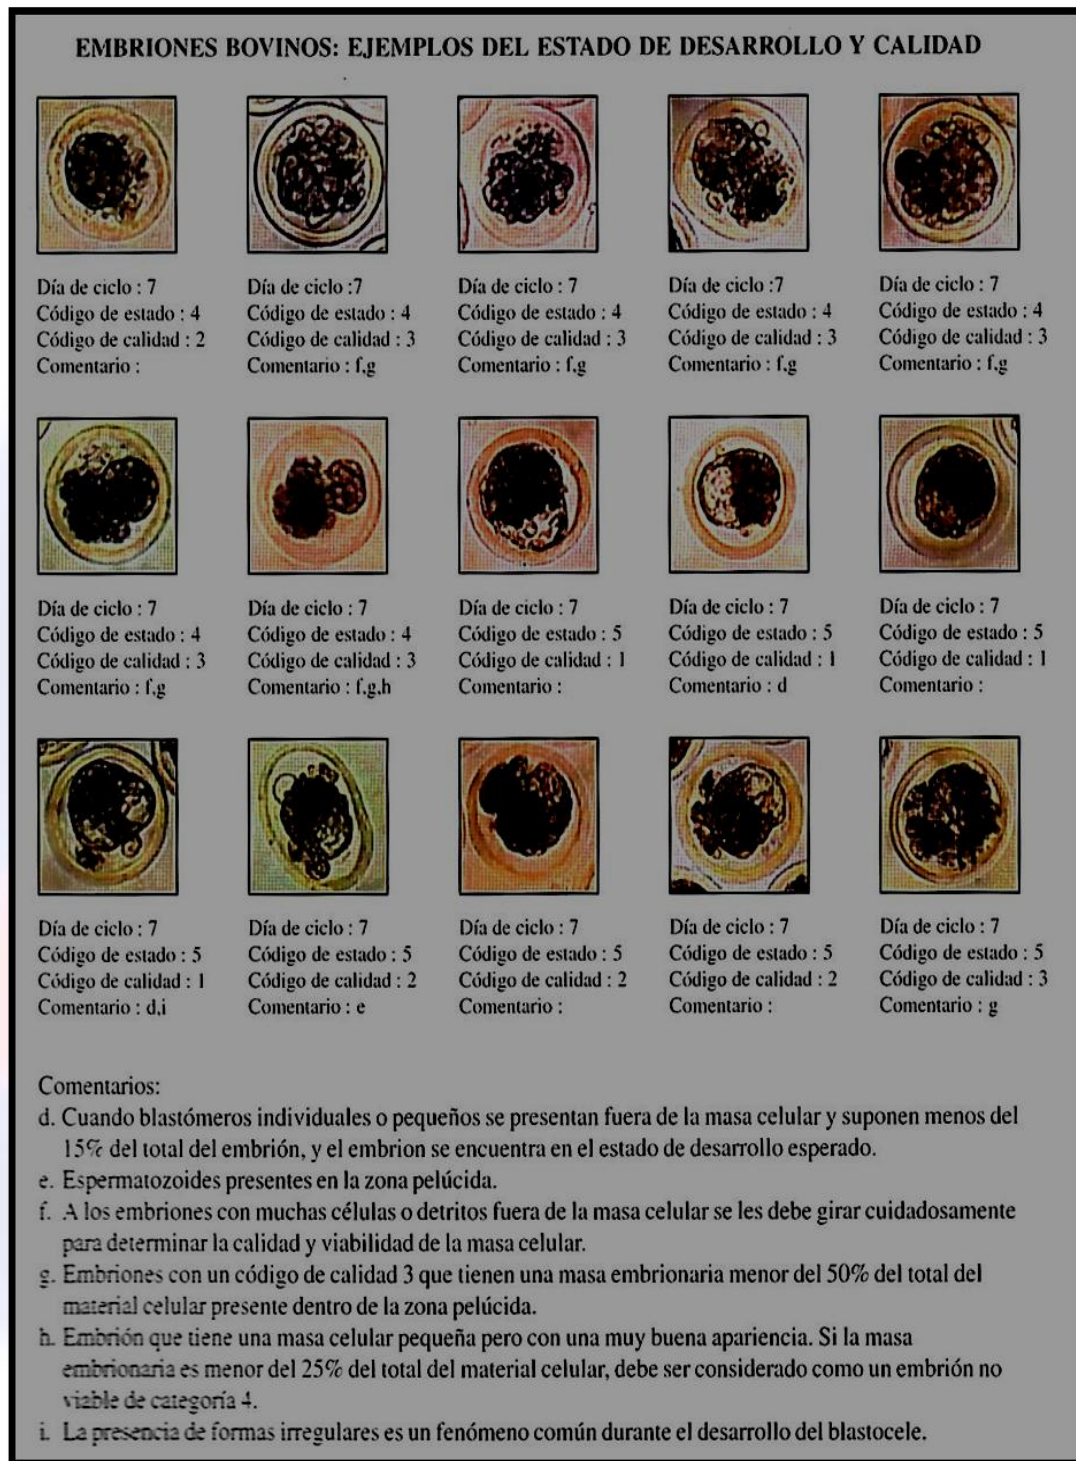 EMBRIONES BOVINOS: EJEMPLOS DEL ESTADO DE DESARROLLO Y CALIDAD
Día de ciclo : 7
Código de estado : 4
Código de calidad : 2
Comentario :
Día de ciclo :7
Código de estado : 4
Código de calidad : 3
Comentario : f,g
Día de ciclo : 7
Código de estado : 4
Código de calidad : 3
Comentario : f,g
Día de ciclo :7
Código de estado : 4
Código de calidad : 3
Comentario : f,g
Día de ciclo : 7
Código de estado : 4
Código de calidad : 3
Comentario : f,g
Día de ciclo : 7
Código de estado : 4
Código de calidad : 3
Comentario : f,g
Día de ciclo : 7
Código de estado : 4
Código de calidad : 3
Comentario : f,g,h
Día de ciclo : 7
Código de estado : 5
Código de calidad : 1
Comentario :
Día de ciclo : 7
Código de estado : 5
Código de calidad : 1
Comentario : d
Día de ciclo : 7
Código de estado : 5
Código de calidad : 1
Comentario :
Día de ciclo : 7
Código de estado : 5
Código de calidad : 1
Comentario : d,i
Día de ciclo : 7
Código de estado : 5
Código de calidad : 2
Comentario : e
Día de ciclo : 7
Código de estado : 5
Código de calidad : 2
Comentario :
Día de ciclo : 7
Código de estado : 5
Código de calidad : 2
Comentario :
Día de ciclo : 7
Código de estado : 5
Código de calidad : 3
Comentario : g
Comentarios:
d. Cuando blastómeros individuales o pequeños se presentan fuera de la masa celular y suponen menos del
15% del total del embrión, y el embrion se encuentra en el estado de desarrollo esperado.
e. Espermatozoides presentes en la zona pelúcida.
f. A los embriones con muchas células o detritos fuera de la masa celular se les debe girar cuidadosamente
para determinar la calidad y viabilidad de la masa celular.
g. Embriones con un código de calidad 3 que tienen una masa embrionaria menor del 50% del total del
material celular presente dentro de la zona pelúcida.
h. Embrión que tiene una masa celular pequeña pero con una muy buena apariencia. Si la masa
embrionaria es menor del 25% del total del material celular, debe ser considerado como un embrión no
viable de categoría 4.
i. La presencia de formas irregulares es un fenómeno común durante el desarrollo del blastocele.